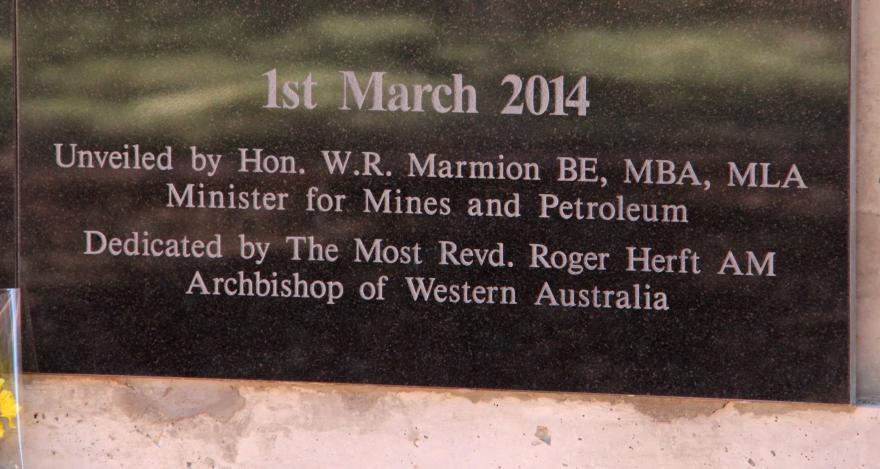 1st March 2014
Unveiled by Hon. W.R. Marmion BE, MBA, MLA
Minister for Mines and Petroleum
Dedicated by The Most Revd. Roger Herft AM
Archbishop of Western Australia